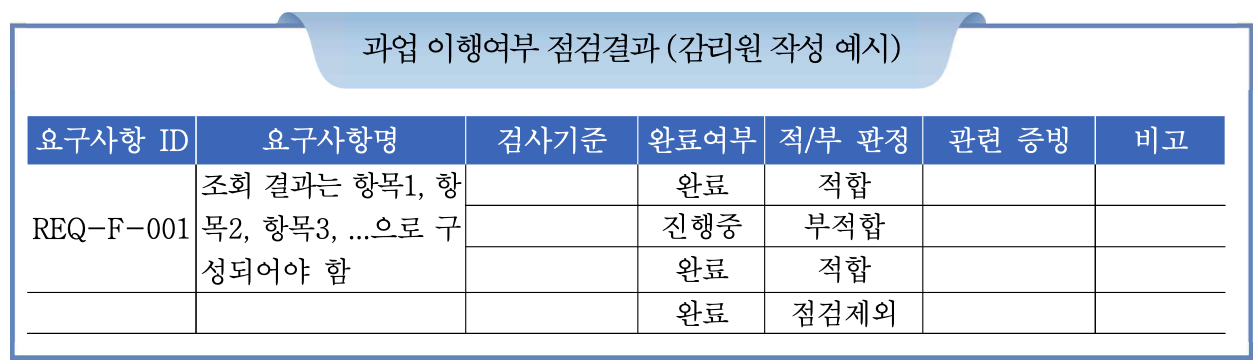 과업 이행여부 점검결과 (감리원 작성 예시)
요구사항 ID 요구사항명 검사기준 완료여부 적/부 판정 관련 증빙 비고
조회 결과는 항목1, 항 완료 적합
REQ-F-001 목2, 항목3, ...으로 구 진행중 부적합
성되어야 함 완료 적합
완료 점검제외